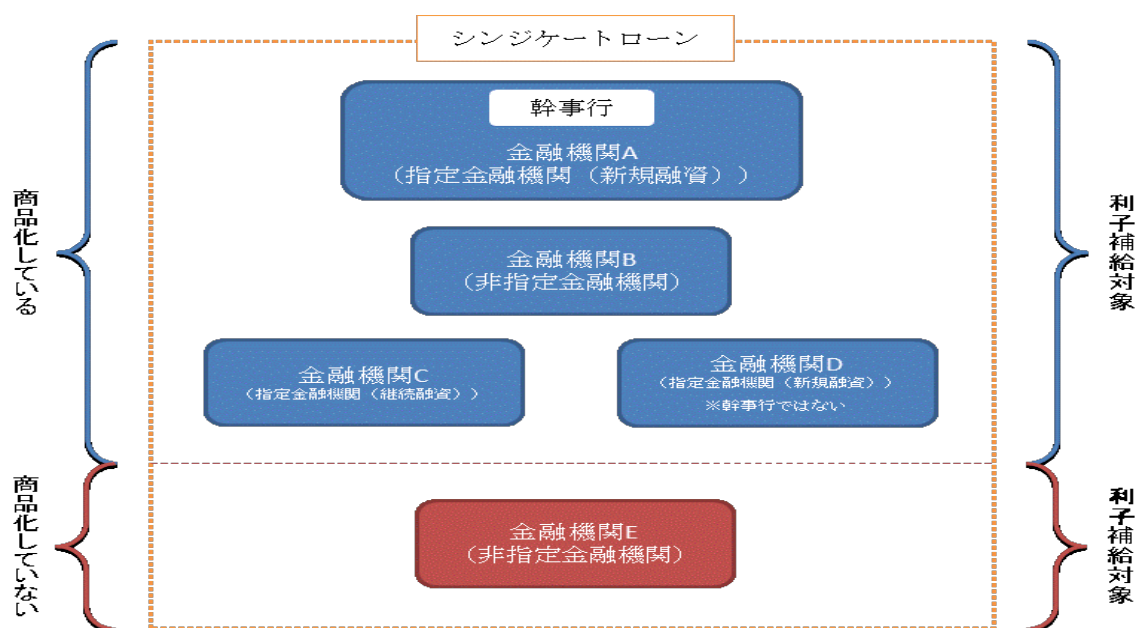 シンジケートローン
幹事行
金融機関A
(指定金融機関(新規融資))
金融機関B
(非指定金融機関)
金融機関C
(指定金融機関(継続融資))
金融機関D
(指定金融機関(新規融資))
※幹事行ではない
商品化している
利子補給対象
金融機関E
(非指定金融機関)
商品化していない
利子補給対象